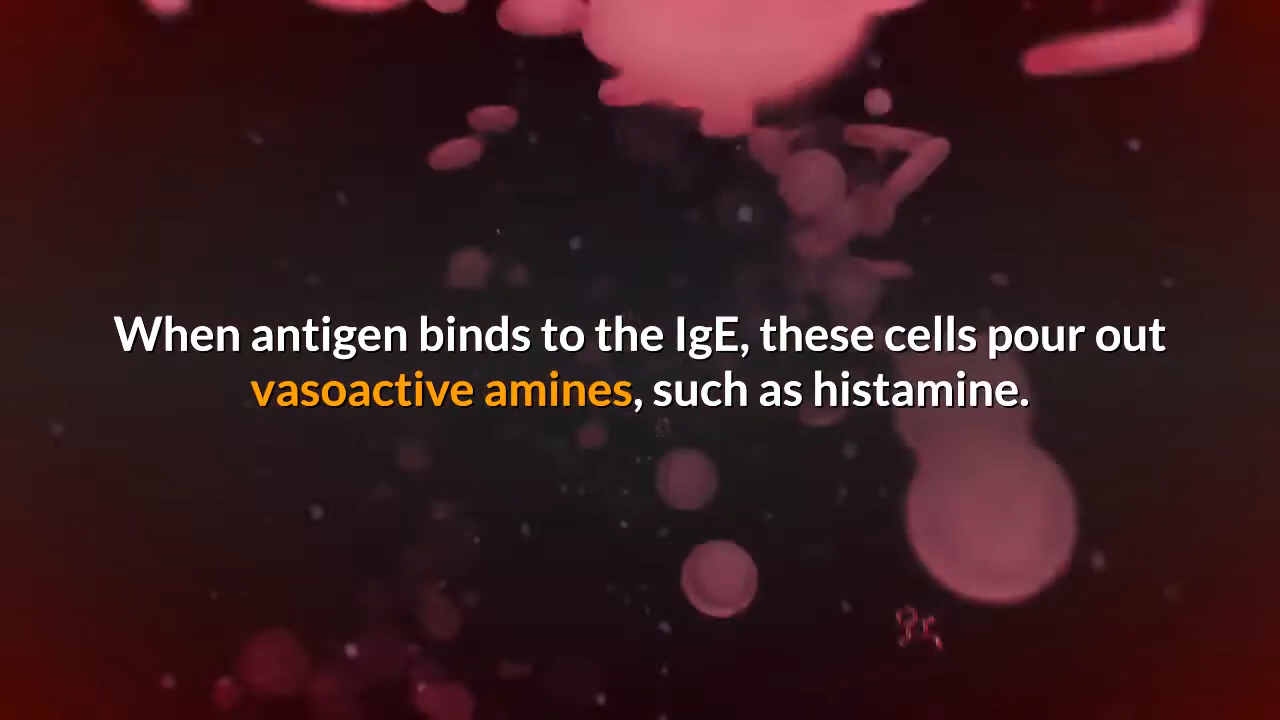 When antigen binds to the IgE, these cells pour out
vasoactive amines, such as histamine.